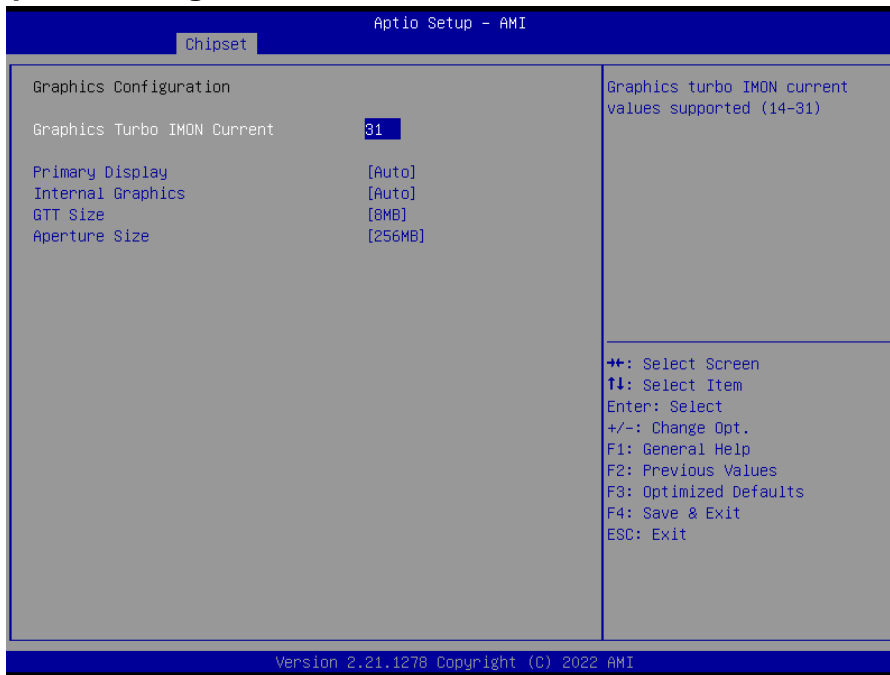 Aptio Setup – AMI
Chipset
Graphics Configuration
Graphics Turbo IMON Current 31
Primary Display [Auto]
Internal Graphics [Auto]
GTT Size [8MB]
Aperture Size [256MB]
Graphics turbo IMON current
values supported (14-31)
→←: Select Screen
↑↓: Select Item
Enter: Select
+/-: Change Opt.
F1: General Help
F2: Previous Values
F3: Optimized Defaults
F4: Save & Exit
ESC: Exit
Version 2.21.1278 Copyright (C) 2022 AMI